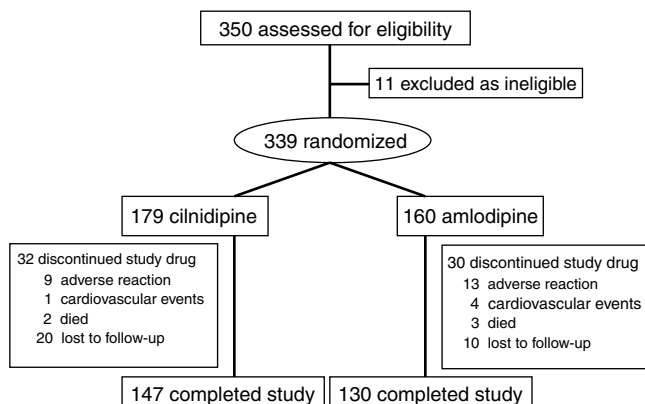 350 assessed for eligibility
11 excluded as ineligible
339 randomized
179 cilnidipine
160 amlodipine
32 discontinued study drug
9 adverse reaction
1 cardiovascular events
2 died
20 lost to follow-up
30 discontinued study drug
13 adverse reaction
4 cardiovascular events
3 died
10 lost to follow-up
147 completed study
130 completed study